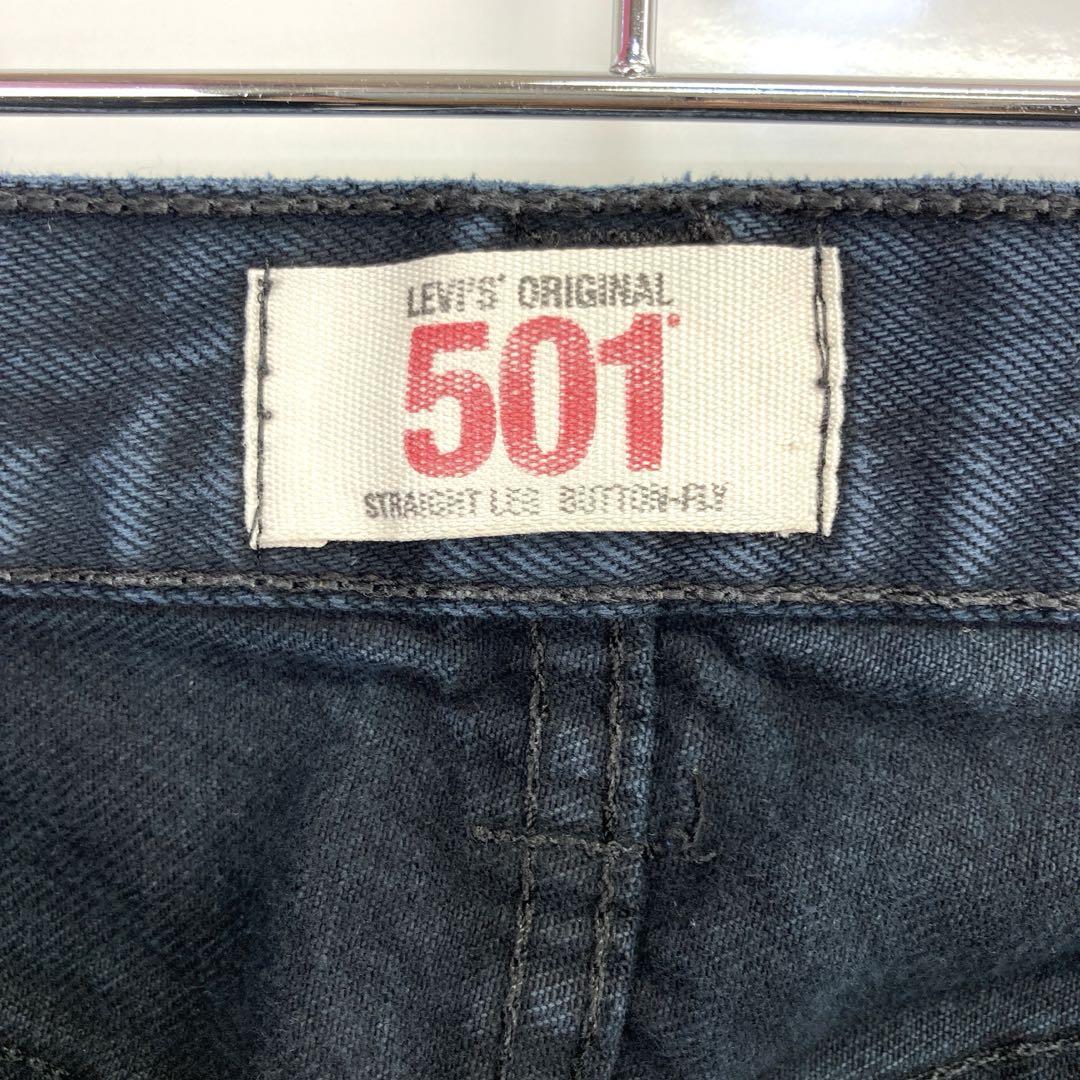 LEVI'S® ORIGINAL
501®
STRAIGHT LEG BUTTON-FLY